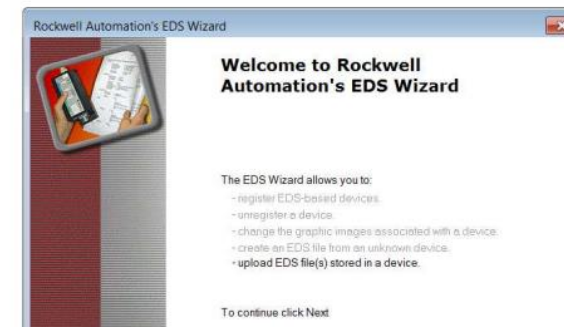 Rockwell Automation's EDS Wizard
Welcome to Rockwell
Automation's EDS Wizard
The EDS Wizard allows you to:
- register EDS-based devices.
- unregister a device.
- change the graphic images associated with a device.
- create an EDS file from an unknown device.
- upload EDS file(s) stored in a device.
To continue click Next